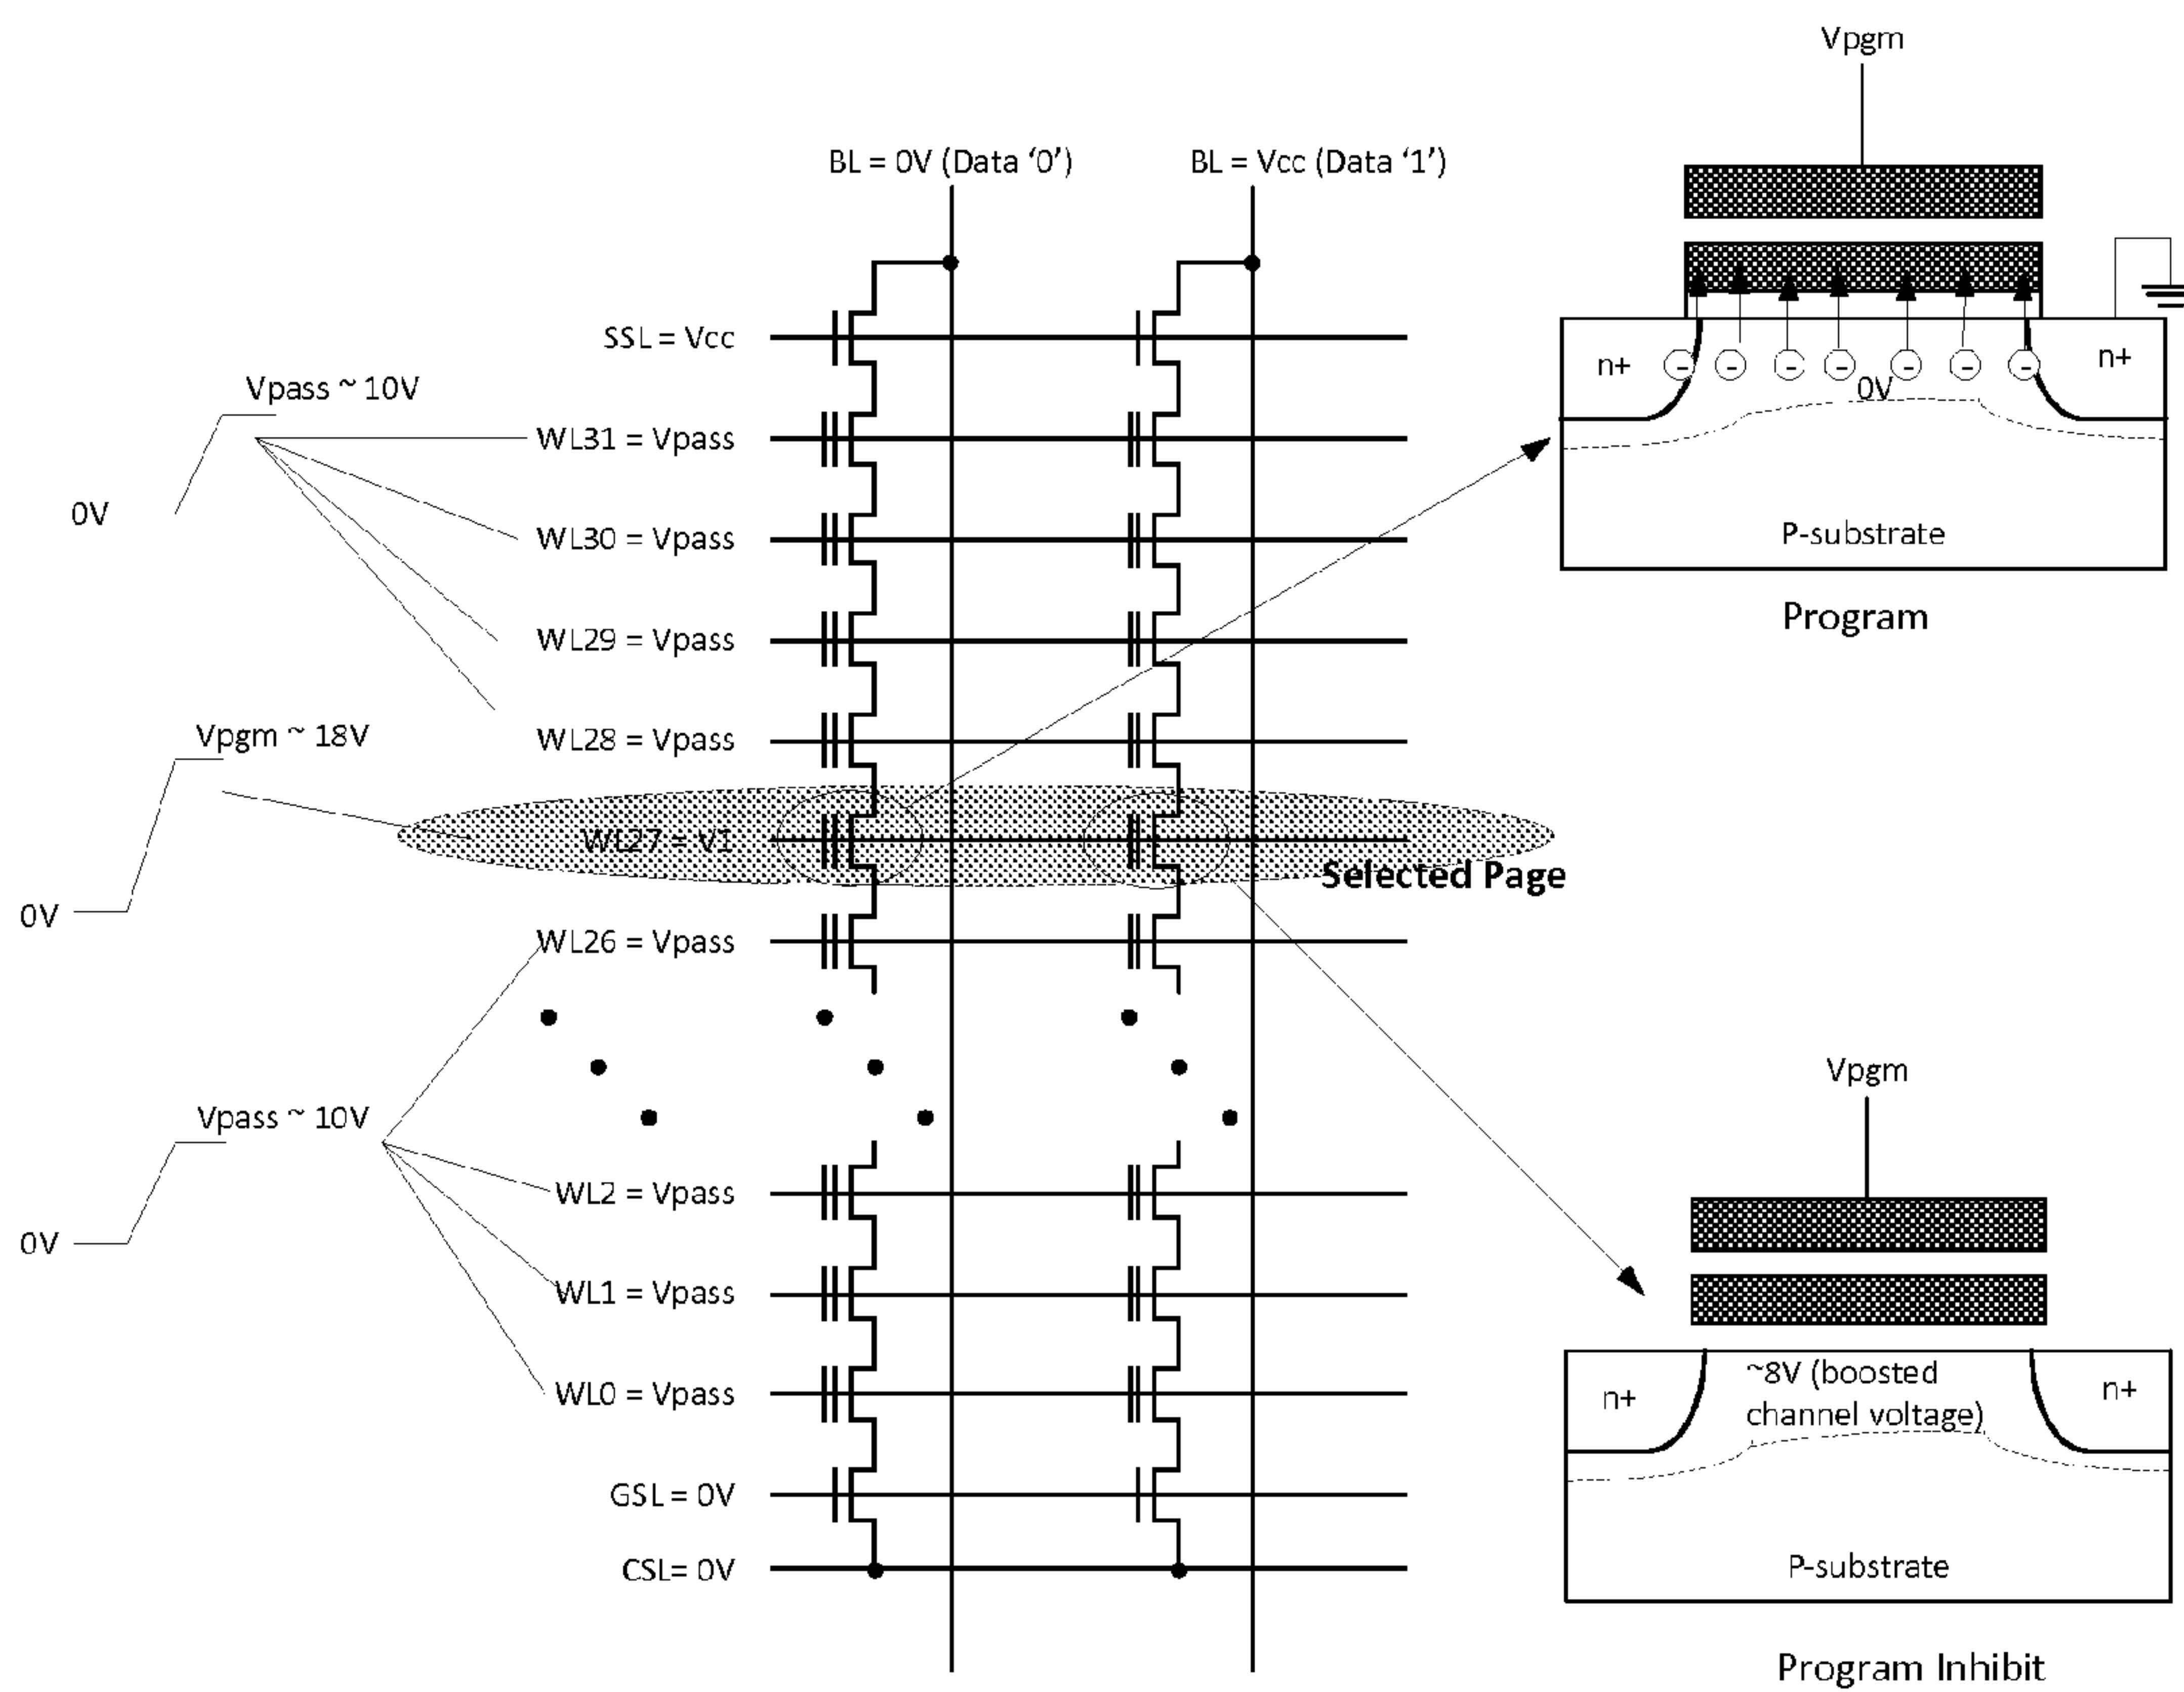 Vpgm
BL = 0V (Data ‘0’)
BL = Vcc (Data ‘1’)
SSL = Vcc
Vpass ~ 10V
0V
WL31 = Vpass
WL30 = Vpass
WL29 = Vpass
WL28 = Vpass
n+
- - - - - - -
0V
n+
P-substrate
Program
Vpgm ~ 18V
0V
WL27 = V1
Selected Page
WL26 = Vpass
Vpass ~ 10V
0V
WL2 = Vpass
WL1 = Vpass
WL0 = Vpass
GSL = 0V
CSL= 0V
Vpgm
n+
~8V (boosted
channel voltage)
n+
P-substrate
Program Inhibit